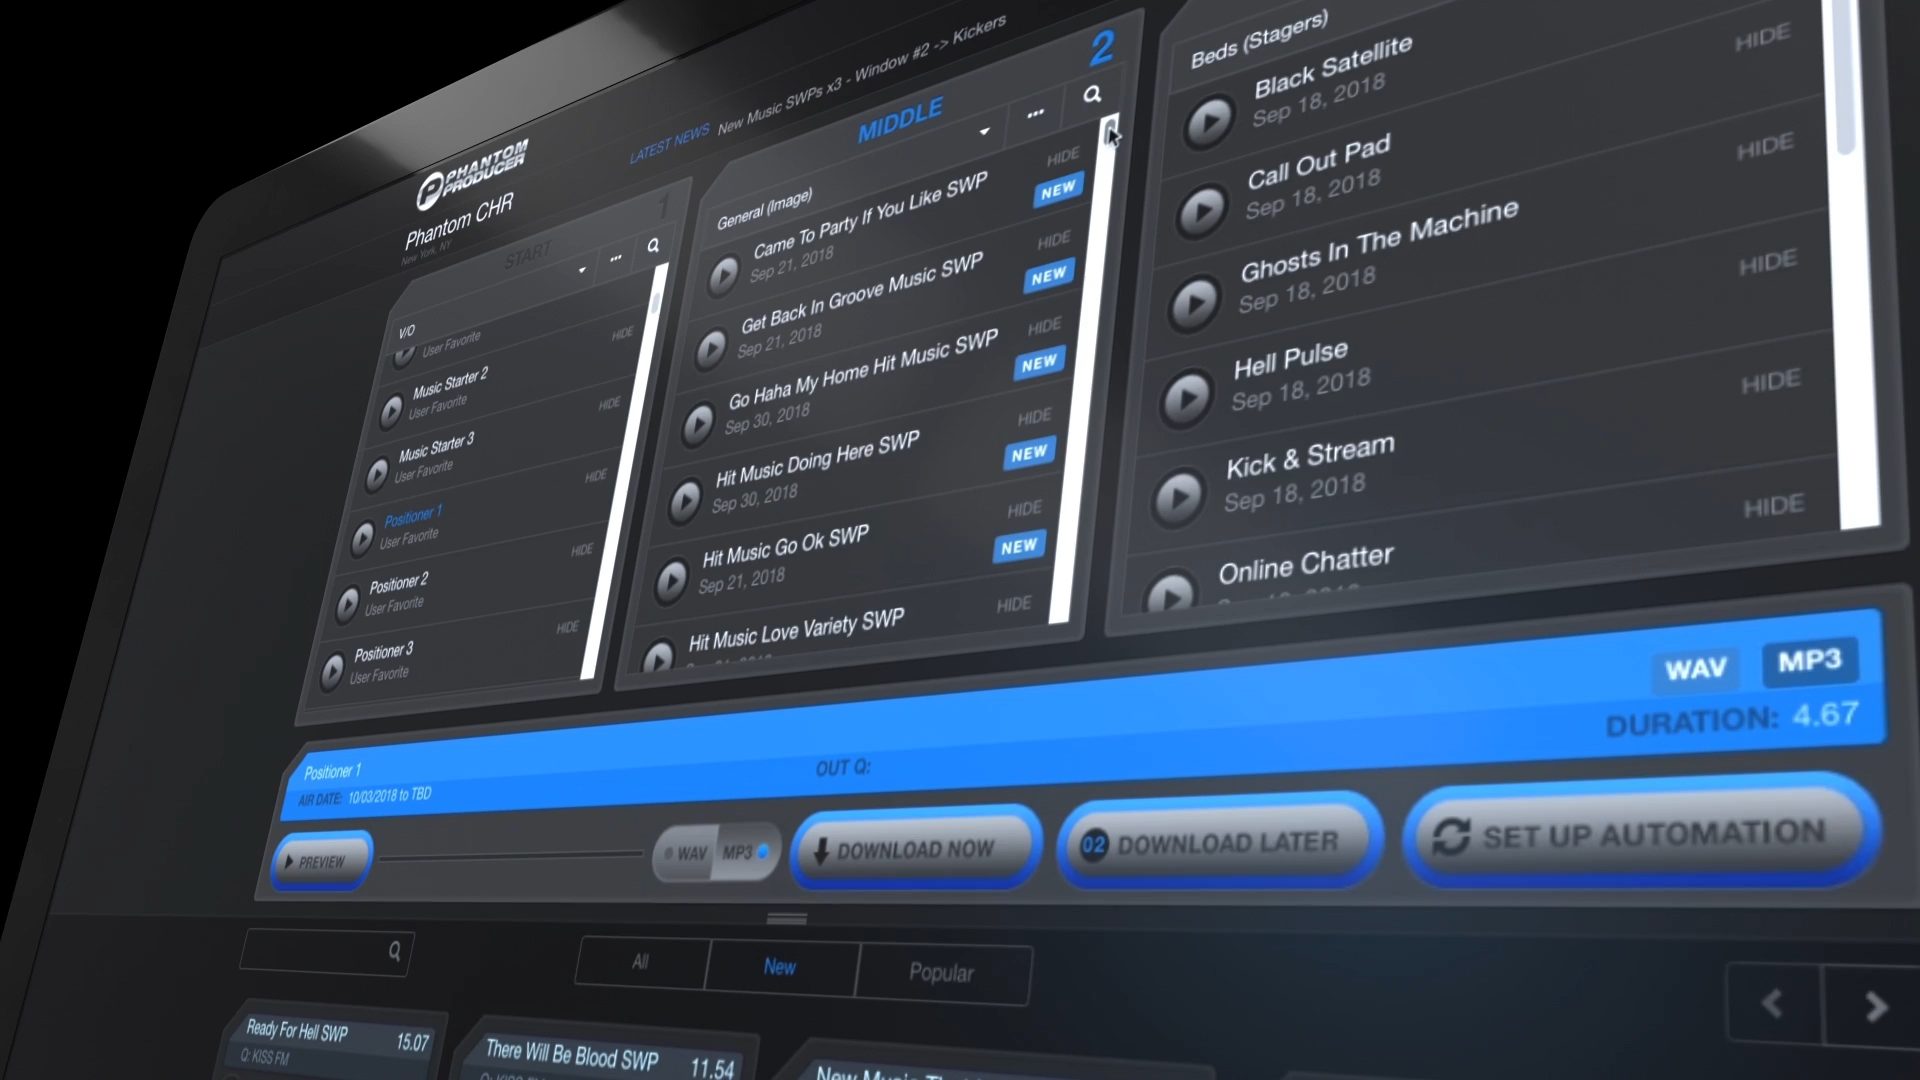 LATEST NEWS New Music SWPs x3 - Window #2 -> Kickers
PHANTOM
PRODUCER
Phantom CHR
New York, NY
START
1
V/O
User Favorite
HIDE
Music Starter 2
User Favorite
HIDE
Music Starter 3
User Favorite
HIDE
Positioner 1
User Favorite
HIDE
Positioner 2
User Favorite
HIDE
Positioner 3
User Favorite
MIDDLE
2
General (Image)
HIDE
Came To Party If You Like SWP
Sep 21, 2018
NEW
HIDE
Get Back In Groove Music SWP
Sep 21, 2018
NEW
HIDE
Go Haha My Home Hit Music SWP
Sep 30, 2018
NEW
HIDE
Hit Music Doing Here SWP
Sep 30, 2018
NEW
HIDE
Hit Music Go Ok SWP
Sep 21, 2018
NEW
HIDE
Hit Music Love Variety SWP
Beds (Stagers)
HIDE
Black Satellite
Sep 18, 2018
HIDE
Call Out Pad
Sep 18, 2018
HIDE
Ghosts In The Machine
Sep 18, 2018
HIDE
Hell Pulse
Sep 18, 2018
HIDE
Kick & Stream
Sep 18, 2018
HIDE
Online Chatter
Positioner 1
AIR DATE: 10/03/2018 to TBD
OUT Q:
WAV MP3
DURATION: 4.67
PREVIEW
WAV MP3
DOWNLOAD NOW
02 DOWNLOAD LATER
SET UP AUTOMATION
All New Popular
Ready For Hell SWP 15.07
Q: KISS FM
There Will Be Blood SWP 11.54
New Music